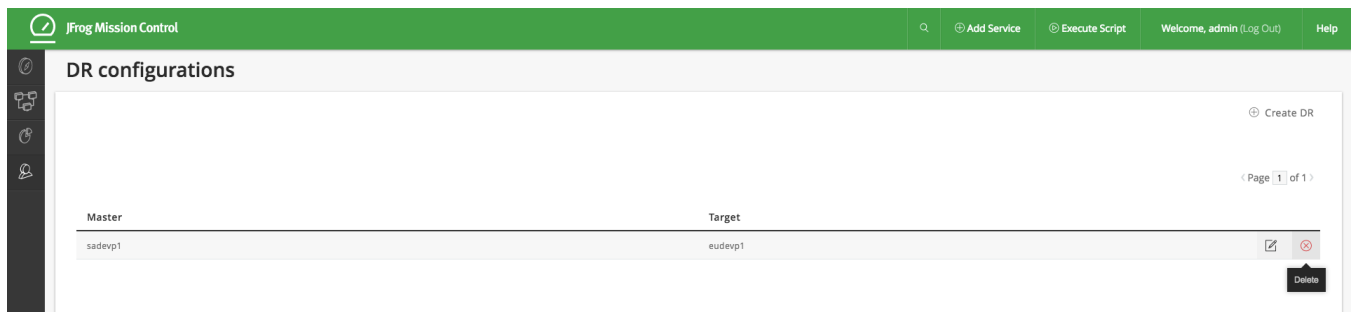 JFrog Mission Control
Add Service
Execute Script
Welcome, admin (Log Out)
Help
DR configurations
Create DR
< Page 1 of 1 >
Master Target
sadevp1 eudevp1
Delete